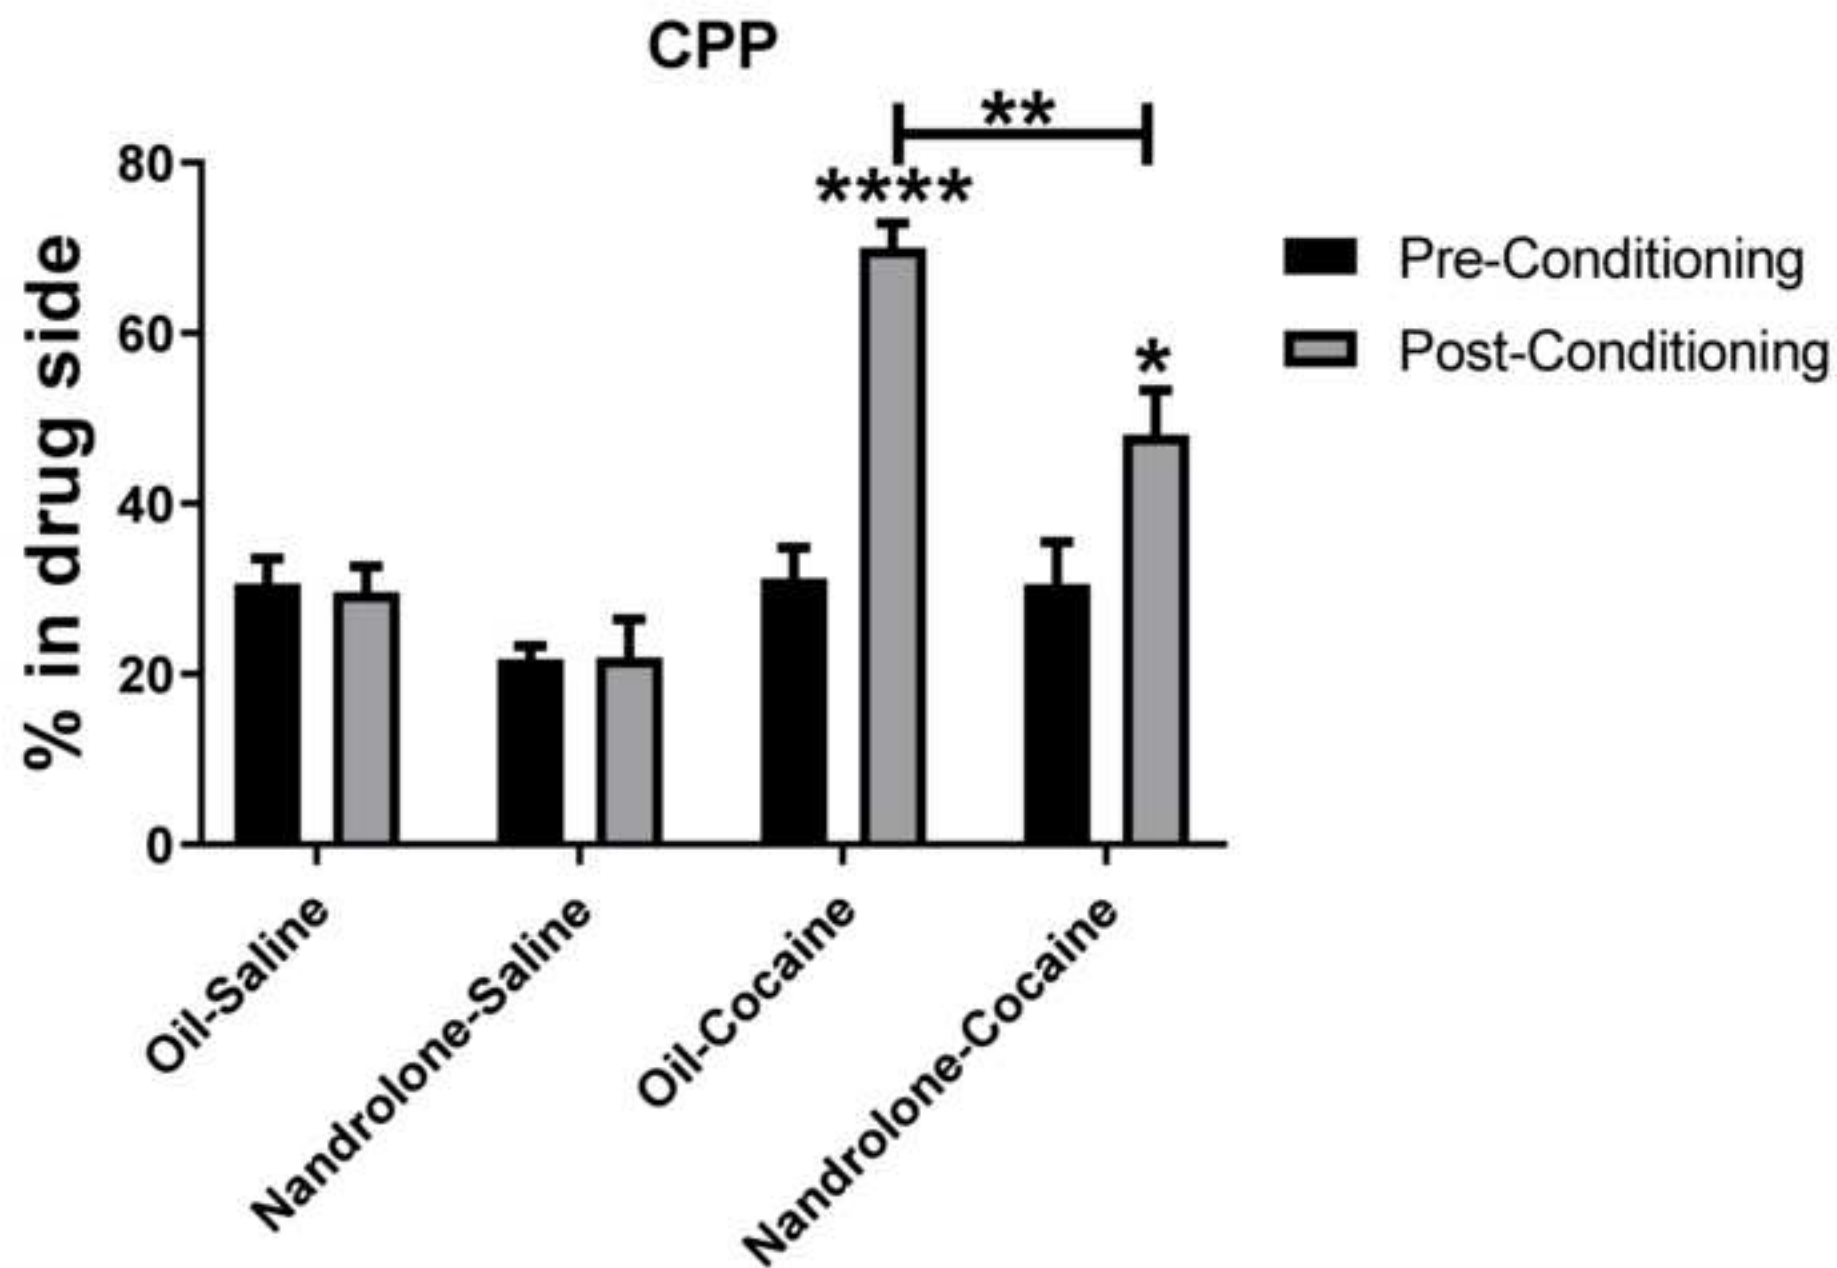 CPP
**
****
*
80
60
40
20
0
% in drug side
Pre-Conditioning
Post-Conditioning
Oil-Saline
Nandrolone-Saline
Oil-Cocaine
Nandrolone-Cocaine